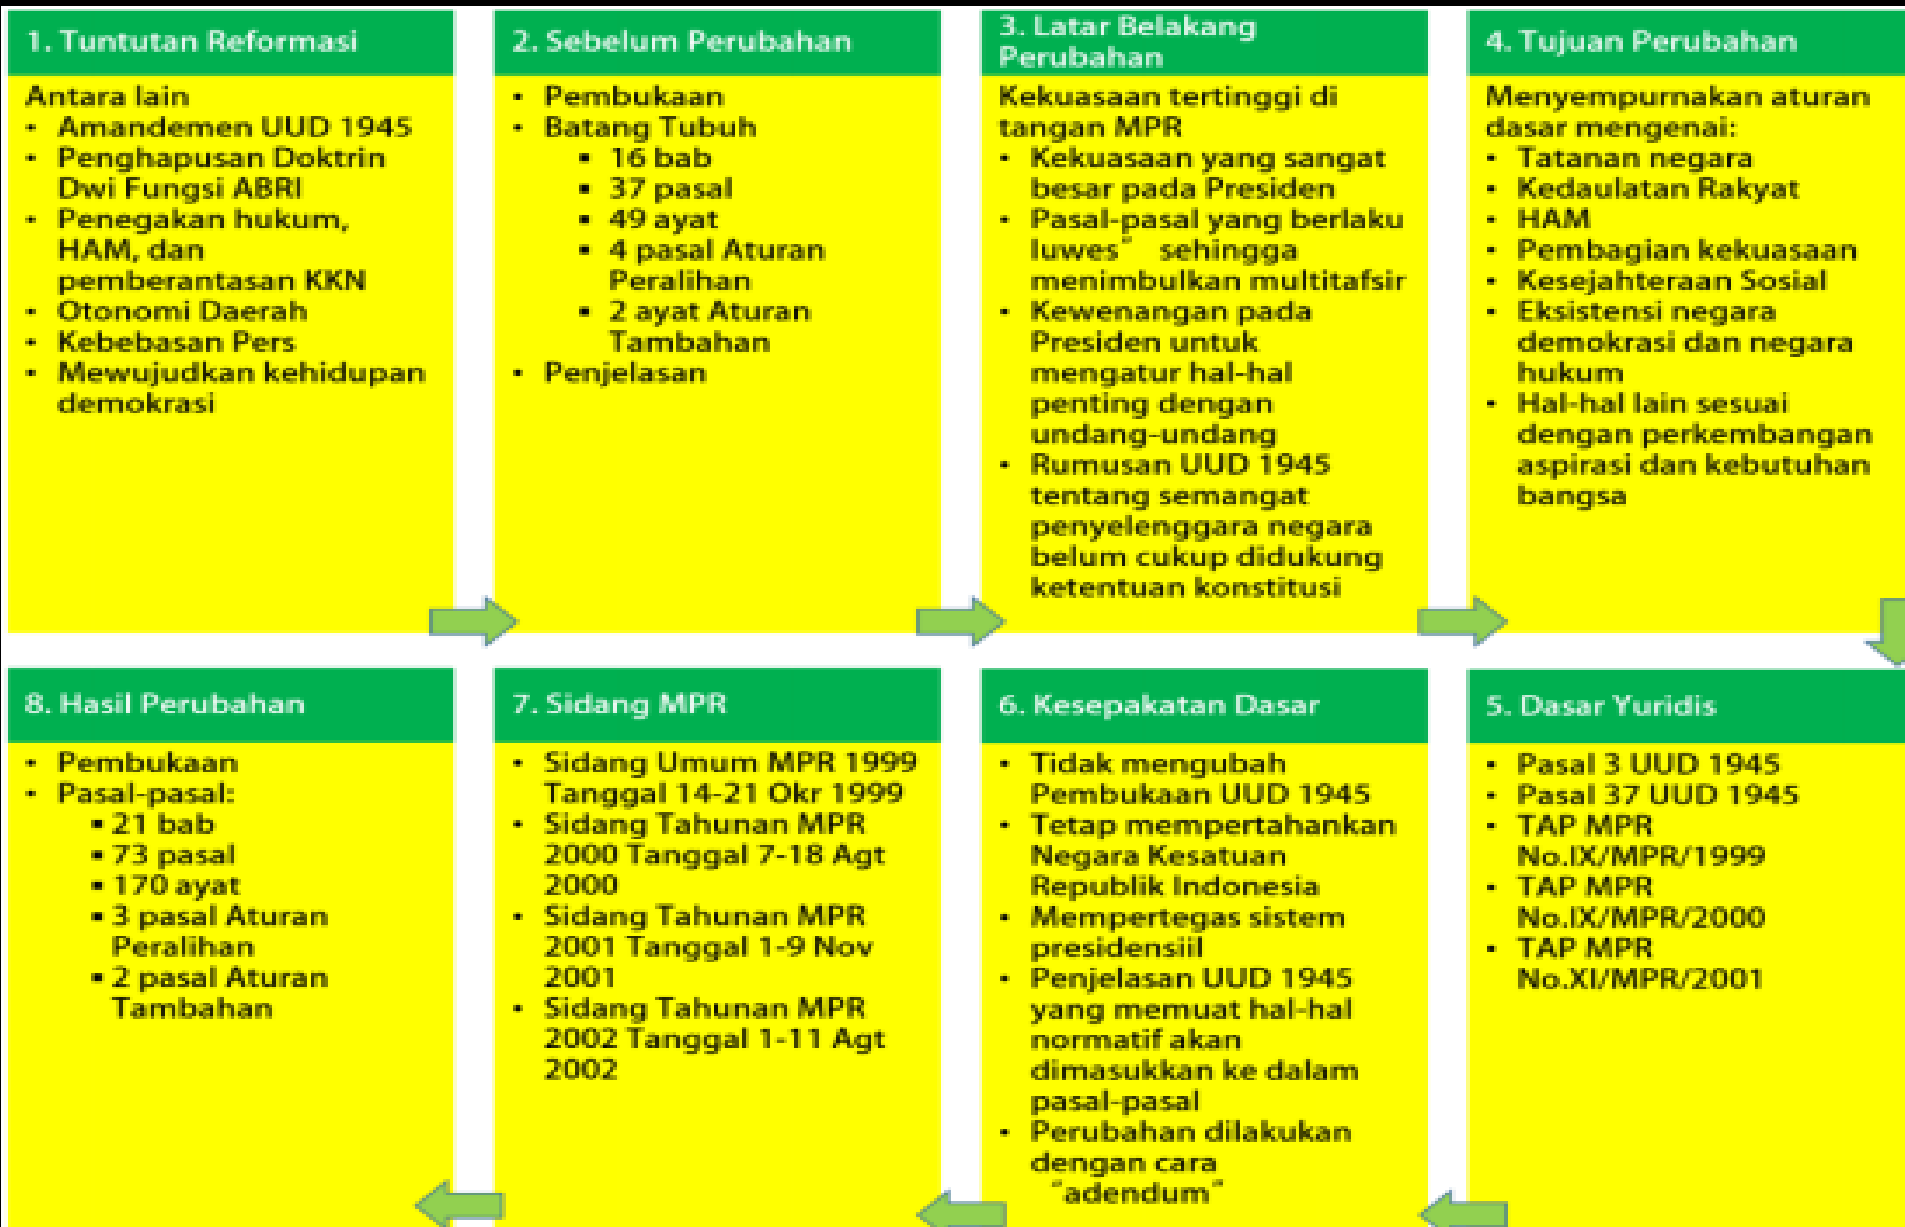 1. Tuntutan Reformasi
Antara lain
• Amandemen UUD 1945
• Penghapusan Doktrin
Dwi Fungsi ABRI
• Penegakan hukum,
HAM, dan
pemberantasan KKN
• Otonomi Daerah
• Kebebasan Pers
• Mewujudkan kehidupan
demokrasi
2. Sebelum Perubahan
• Pembukaan
• Batang Tubuh
▪ 16 bab
▪ 37 pasal
▪ 49 ayat
▪ 4 pasal Aturan
Peralihan
▪ 2 ayat Aturan
Tambahan
• Penjelasan
3. Latar Belakang
Perubahan
Kekuasaan tertinggi di
tangan MPR
• Kekuasaan yang sangat
besar pada Presiden
• Pasal-pasal yang berlaku
luwes" sehingga
menimbulkan multitafsir
• Kewenangan pada
Presiden untuk
mengatur hal-hal
penting dengan
undang-undang
• Rumusan UUD 1945
tentang semangat
penyelenggara negara
belum cukup didukung
ketentuan konstitusi
4. Tujuan Perubahan
Menyempurnakan aturan
dasar mengenai:
• Tatanan negara
• Kedaulatan Rakyat
• HAM
• Pembagian kekuasaan
• Kesejahteraan Sosial
• Eksistensi negara
demokrasi dan negara
hukum
• Hal-hal lain sesuai
dengan perkembangan
aspirasi dan kebutuhan
bangsa
5. Dasar Yuridis
• Pasal 3 UUD 1945
• Pasal 37 UUD 1945
• TAP MPR
No.IX/MPR/1999
• TAP MPR
No.IX/MPR/2000
• TAP MPR
No.XI/MPR/2001
6. Kesepakatan Dasar
• Tidak mengubah
Pembukaan UUD 1945
• Tetap mempertahankan
Negara Kesatuan
Republik Indonesia
• Mempertegas sistem
presidensiil
• Penjelasan UUD 1945
yang memuat hal-hal
normatif akan
dimasukkan ke dalam
pasal-pasal
• Perubahan dilakukan
dengan cara
"adendum"
7. Sidang MPR
• Sidang Umum MPR 1999
Tanggal 14-21 Okr 1999
• Sidang Tahunan MPR
2000 Tanggal 7-18 Agt
2000
• Sidang Tahunan MPR
2001 Tanggal 1-9 Nov
2001
• Sidang Tahunan MPR
2002 Tanggal 1-11 Agt
2002
8. Hasil Perubahan
• Pembukaan
• Pasal-pasal:
▪ 21 bab
▪ 73 pasal
▪ 170 ayat
▪ 3 pasal Aturan
Peralihan
▪ 2 pasal Aturan
Tambahan